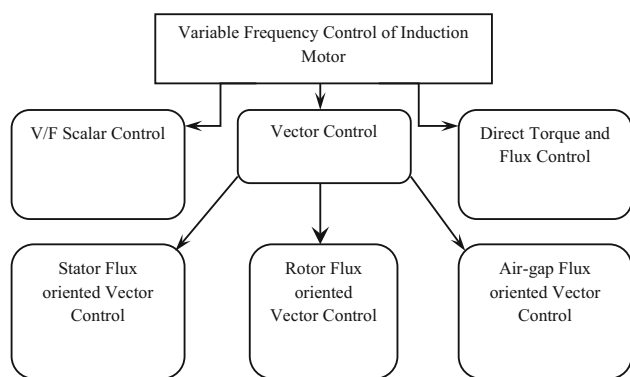 Variable Frequency Control of Induction
Motor
V/F Scalar Control
Vector Control
Direct Torque and
Flux Control
Stator Flux
oriented Vector
Control
Rotor Flux
oriented
Vector Control
Air-gap Flux
oriented Vector
Control